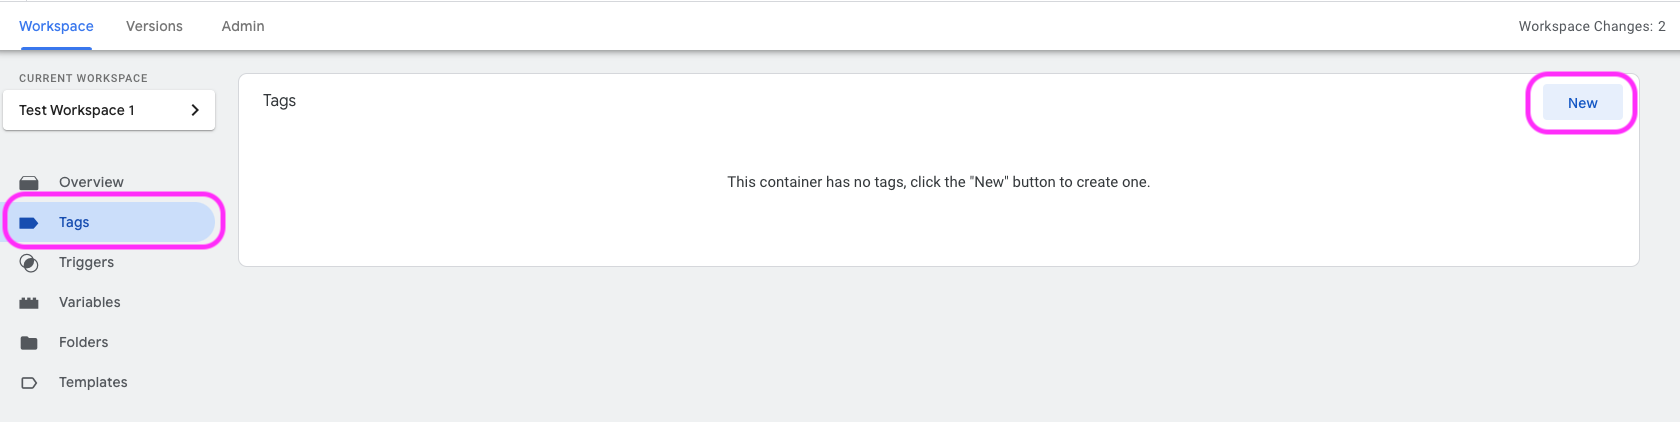 Workspace Versions Admin Workspace Changes: 2
CURRENT WORKSPACE
Test Workspace 1
Overview
Tags
Triggers
Variables
Folders
Templates
Tags New
This container has no tags, click the "New" button to create one.